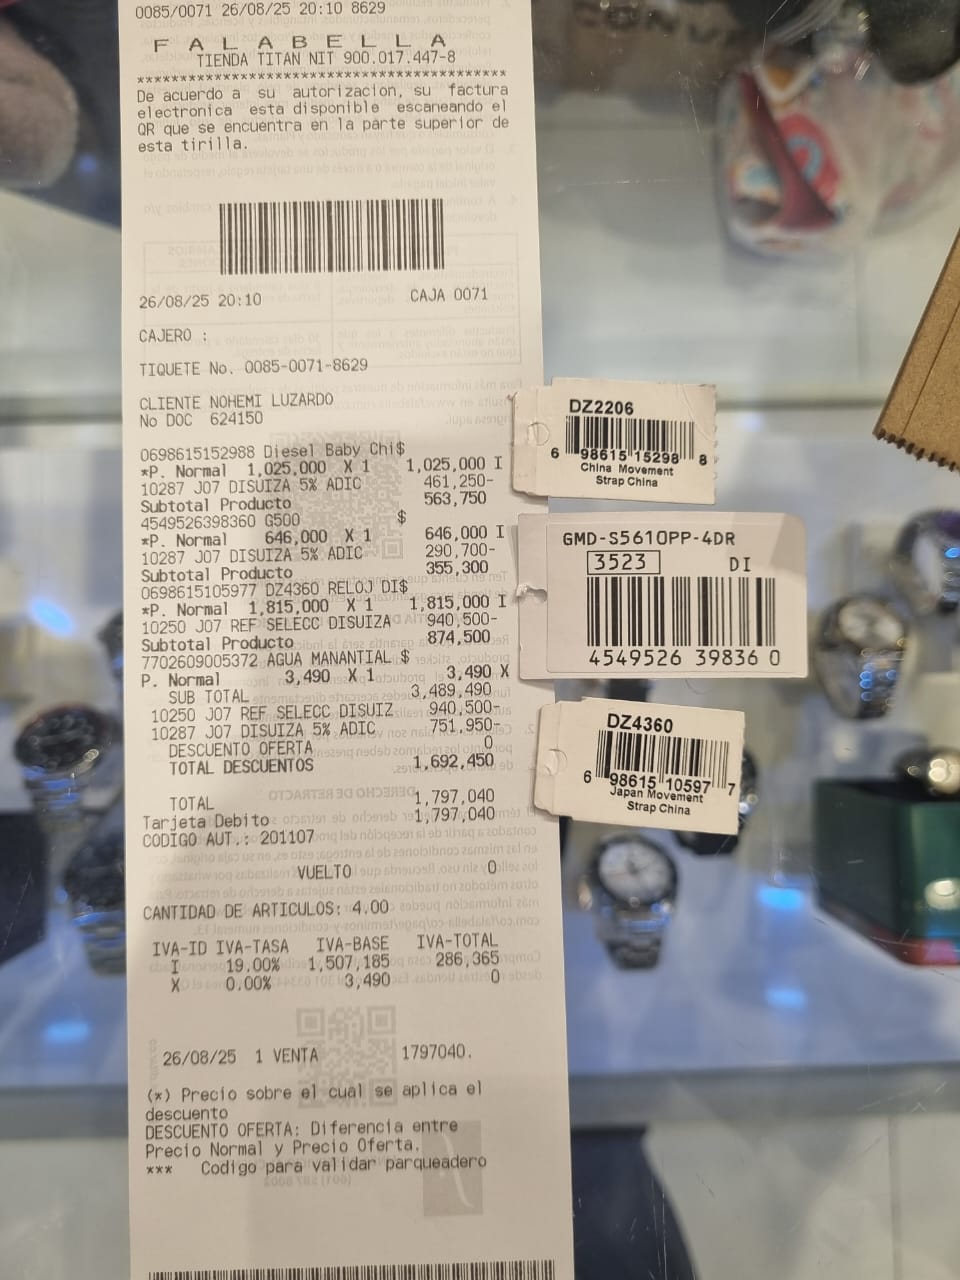 0085/0071 26/08/25 20:10 8629
F A L A B E L L A
TIENDA TITAN NIT 900.017.447-8
************************************************
De acuerdo a su autorizacion, su factura
electronica esta disponible escaneando el
QR que se encuentra en la parte superior de
esta tirilla.
26/08/25 20:10 CAJA 0071
CAJERO :
TIQUETE No. 0085-0071-8629
CLIENTE NOHEMI LUZARDO
No DOC 624150
0698615152988 Diesel Baby Chi$
*P. Normal 1,025,000 X 1 1,025,000 I
10287 J07 DISUIZA 5% ADIC 461,250-
Subtotal Producto 563,750
4549526398360 G500 $
*P. Normal 646,000 X 1 646,000 I
10287 J07 DISUIZA 5% ADIC 290,700-
Subtotal Producto 355,300
0698615105977 DZ4360 RELOJ DI$
*P. Normal 1,815,000 X 1 1,815,000 I
10250 J07 REF SELECC DISUIZA 940,500-
Subtotal Producto 874,500
7702609005372 AGUA MANANTIAL $
P. Normal 3,490 X 1 3,490 X
SUB TOTAL 3,489,490
10250 J07 REF SELECC DISUIZ 940,500-
10287 J07 DISUIZA 5% ADIC 751,950-
DESCUENTO OFERTA 0
TOTAL DESCUENTOS 1,692,450
TOTAL 1,797,040
Tarjeta Debito 1,797,040
CODIGO AUT.: 201107
VUELTO 0
CANTIDAD DE ARTICULOS: 4.00
IVA-ID IVA-TASA IVA-BASE IVA-TOTAL
I 19.00% 1,507,185 286,365
X 0.00% 3,490 0
26/08/25 1 VENTA 1797040.
(*) Precio sobre el cual se aplica el
descuento
DESCUENTO OFERTA: Diferencia entre
Precio Normal y Precio Oferta.
*** Codigo para validar parqueadero
DZ2206
6 98615 15298 8
China Movement
Strap China
GMD-S5610PP-4DR
3523 DI
4549526 39836 0
DZ4360
6 98615 10597 7
Japan Movement
Strap China